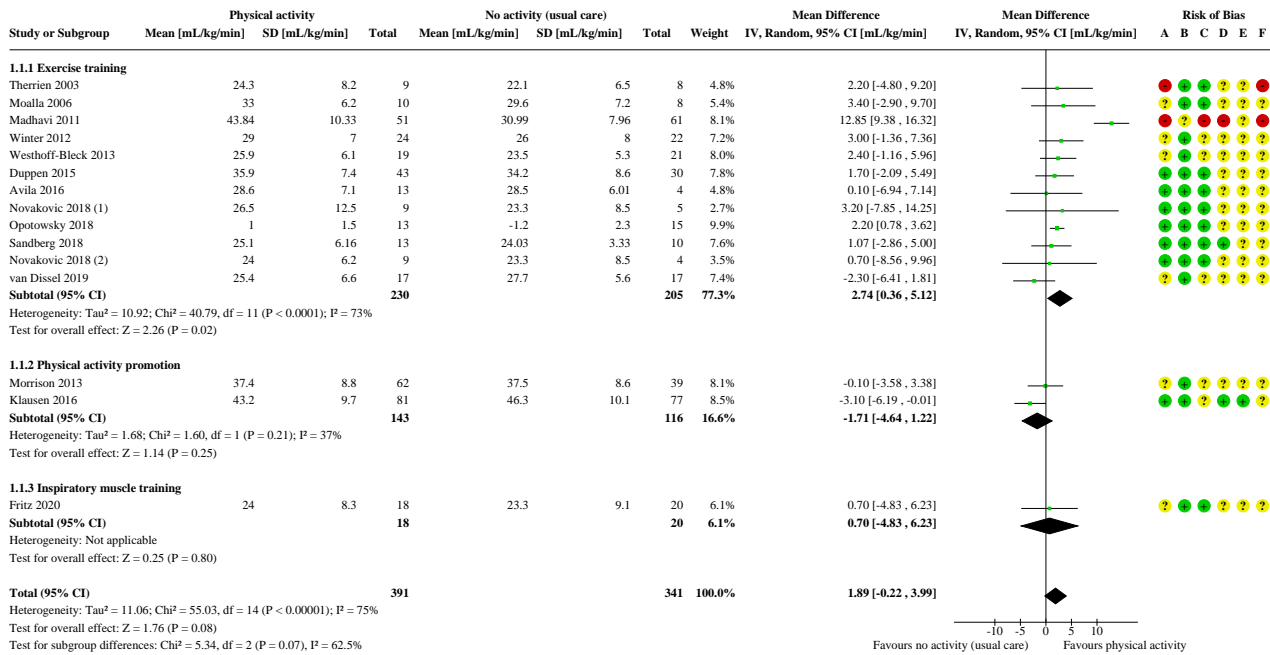 Physical activity No activity (usual care) Mean Difference Mean Difference Risk of Bias
Study or Subgroup Mean [mL/kg/min] SD [mL/kg/min] Total Mean [mL/kg/min] SD [mL/kg/min] Total Weight IV, Random, 95% CI [mL/kg/min] IV, Random, 95% CI [mL/kg/min] A B C D E F
1.1.1 Exercise training
Therrien 2003 24.3 8.2 9 22.1 6.5 8 4.8% 2.20 [-4.80 , 9.20] - + + ? ? -
Moalla 2006 33 6.2 10 29.6 7.2 8 5.4% 3.40 [-2.90 , 9.70] ? + + ? ? ?
Madhavi 2011 43.84 10.33 51 30.99 7.96 61 8.1% 12.85 [9.38 , 16.32] - ? - - ? -
Winter 2012 29 7 24 26 8 22 7.2% 3.00 [-1.36 , 7.36] ? + ? ? ? ?
Westhoff-Bleck 2013 25.9 6.1 19 23.5 5.3 21 8.0% 2.40 [-1.16 , 5.96] ? + ? ? ? ?
Duppen 2015 35.9 7.4 43 34.2 8.6 30 7.8% 1.70 [-2.09 , 5.49] + + + ? ? ?
Avila 2016 28.6 7.1 13 28.5 6.01 4 4.8% 0.10 [-6.94 , 7.14] + + + ? ? ?
Novakovic 2018 (1) 26.5 12.5 9 23.3 8.5 5 2.7% 3.20 [-7.85 , 14.25] + + + ? ? ?
Opotowsky 2018 1 1.5 13 -1.2 2.3 15 9.9% 2.20 [0.78 , 3.62] + + + ? ? ?
Sandberg 2018 25.1 6.16 13 24.03 3.33 10 7.6% 1.07 [-2.86 , 5.00] + + + + ? ?
Novakovic 2018 (2) 24 6.2 9 23.3 8.5 4 3.5% 0.70 [-8.56 , 9.96] + + + ? ? ?
van Dissel 2019 25.4 6.6 17 27.7 5.6 17 7.4% -2.30 [-6.41 , 1.81] ? + ? ? ? ?
Subtotal (95% CI) 230 205 77.3% 2.74 [0.36 , 5.12]
Heterogeneity: Tau² = 10.92; Chi² = 40.79, df = 11 (P < 0.0001); I² = 73%
Test for overall effect: Z = 2.26 (P = 0.02)
1.1.2 Physical activity promotion
Morrison 2013 37.4 8.8 62 37.5 8.6 39 8.1% -0.10 [-3.58 , 3.38] ? + ? ? ? ?
Klausen 2016 43.2 9.7 81 46.3 10.1 77 8.5% -3.10 [-6.19 , -0.01] + + ? + + ?
Subtotal (95% CI) 143 116 16.6% -1.71 [-4.64 , 1.22]
Heterogeneity: Tau² = 1.68; Chi² = 1.60, df = 1 (P = 0.21); I² = 37%
Test for overall effect: Z = 1.14 (P = 0.25)
1.1.3 Inspiratory muscle training
Fritz 2020 24 8.3 18 23.3 9.1 20 6.1% 0.70 [-4.83 , 6.23] ? + + ? ? ?
Subtotal (95% CI) 18 20 6.1% 0.70 [-4.83 , 6.23]
Heterogeneity: Not applicable
Test for overall effect: Z = 0.25 (P = 0.80)
Total (95% CI) 391 341 100.0% 1.89 [-0.22 , 3.99]
Heterogeneity: Tau² = 11.06; Chi² = 55.03, df = 14 (P < 0.00001); I² = 75%
Test for overall effect: Z = 1.76 (P = 0.08) -10 -5 0 5 10
Test for subgroup differences: Chi² = 5.34, df = 2 (P = 0.07), I² = 62.5% Favours no activity (usual care) Favours physical activity